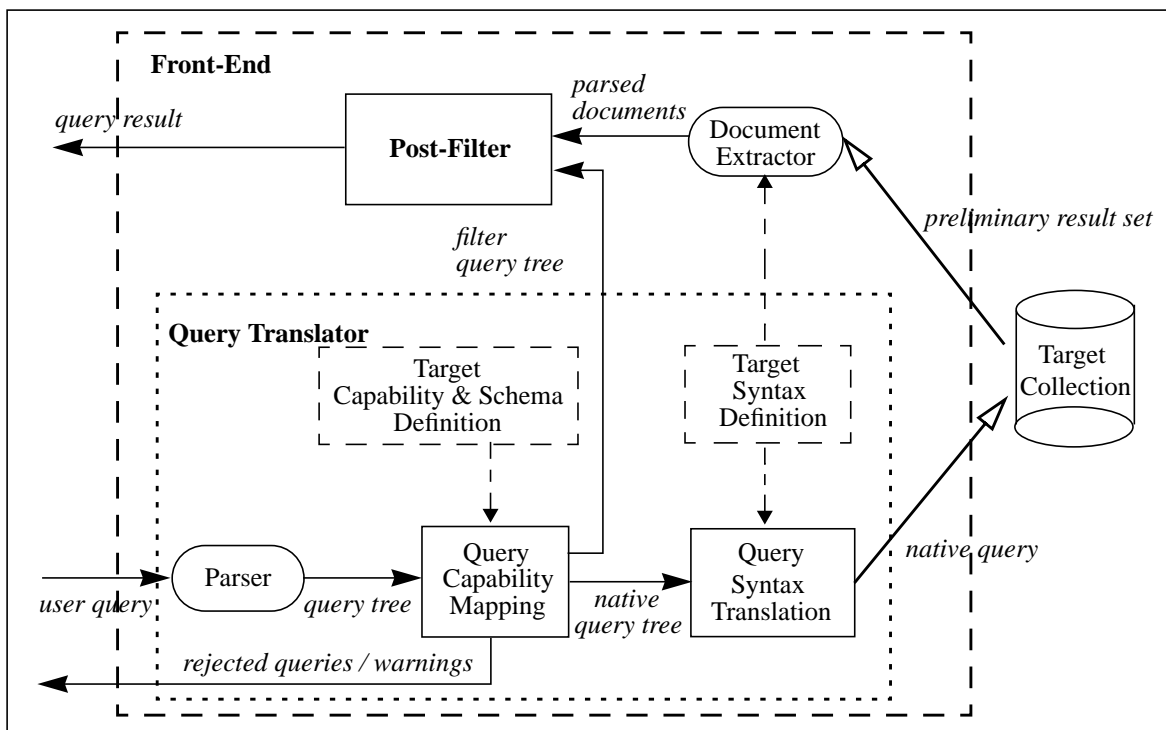 Front-End
query result
Post-Filter
parsed
documents
Document
Extractor
preliminary result set
filter
query tree
Query Translator
Target
Capability & Schema
Definition
Target
Syntax
Definition
Target
Collection
Parser
user query
query tree
Query
Capability
Mapping
native
query tree
Query
Syntax
Translation
native query
rejected queries / warnings